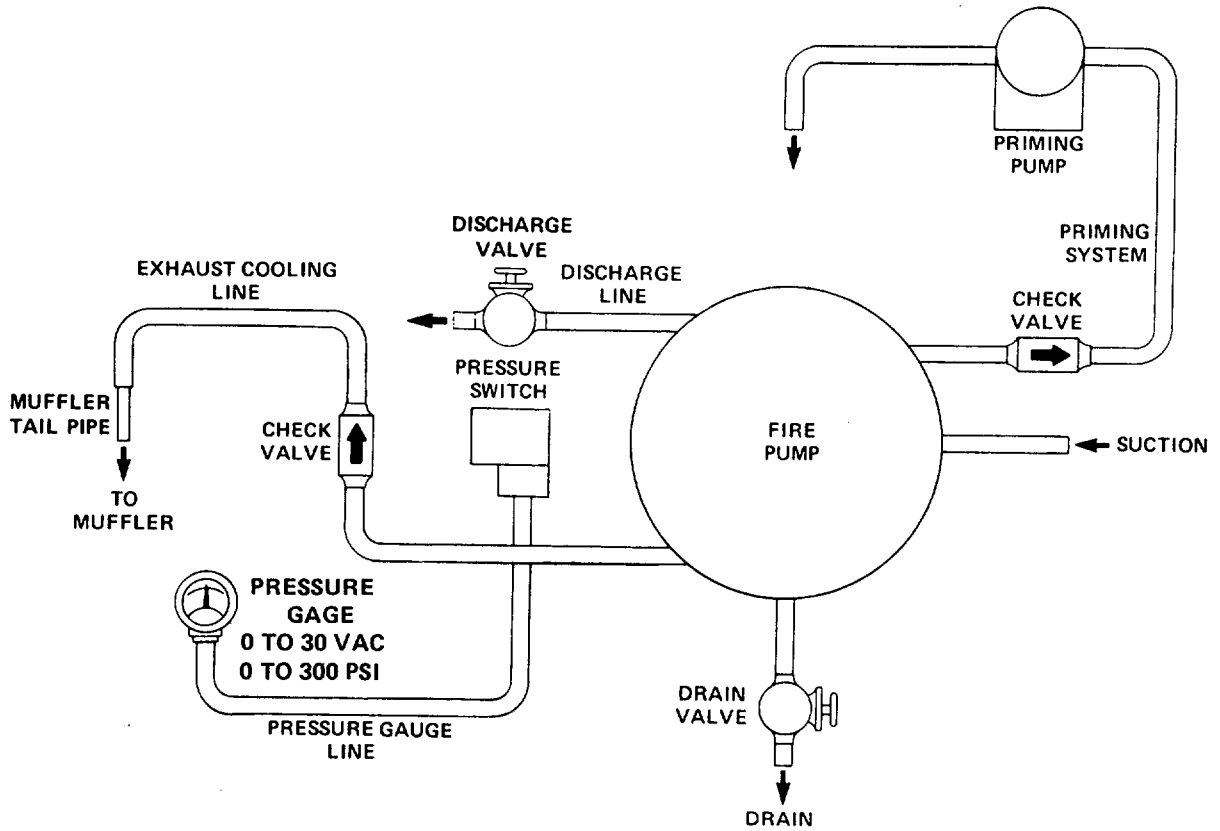 PRIMING
PUMP
PRIMING
SYSTEM
DISCHARGE
VALVE
DISCHARGE
LINE
EXHAUST COOLING
LINE
CHECK
VALVE
PRESSURE
SWITCH
MUFFLER
TAIL PIPE
CHECK
VALVE
FIRE
PUMP
SUCTION
TO
MUFFLER
PRESSURE
GAGE
0 TO 30 VAC
0 TO 300 PSI
DRAIN
VALVE
PRESSURE GAUGE
LINE
DRAIN